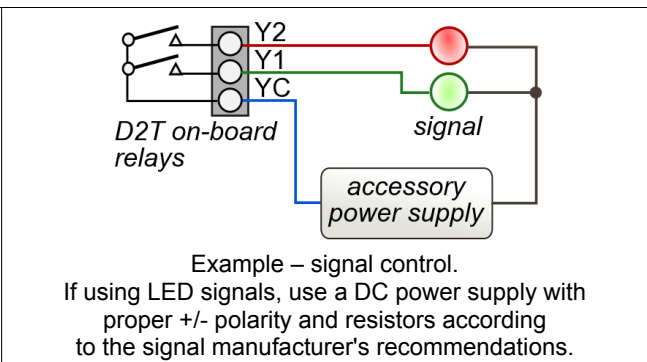 Y2
Y1
YC
D2T on-board
relays
signal
accessory
power supply
Example – signal control.
If using LED signals, use a DC power supply with
proper +/- polarity and resistors according
to the signal manufacturer's recommendations.